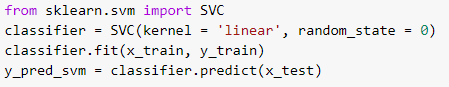 from sklearn.svm import SVC
classifier = SVC(kernel = 'linear', random_state = 0)
classifier.fit(x_train, y_train)
y_pred_svm = classifier.predict(x_test)